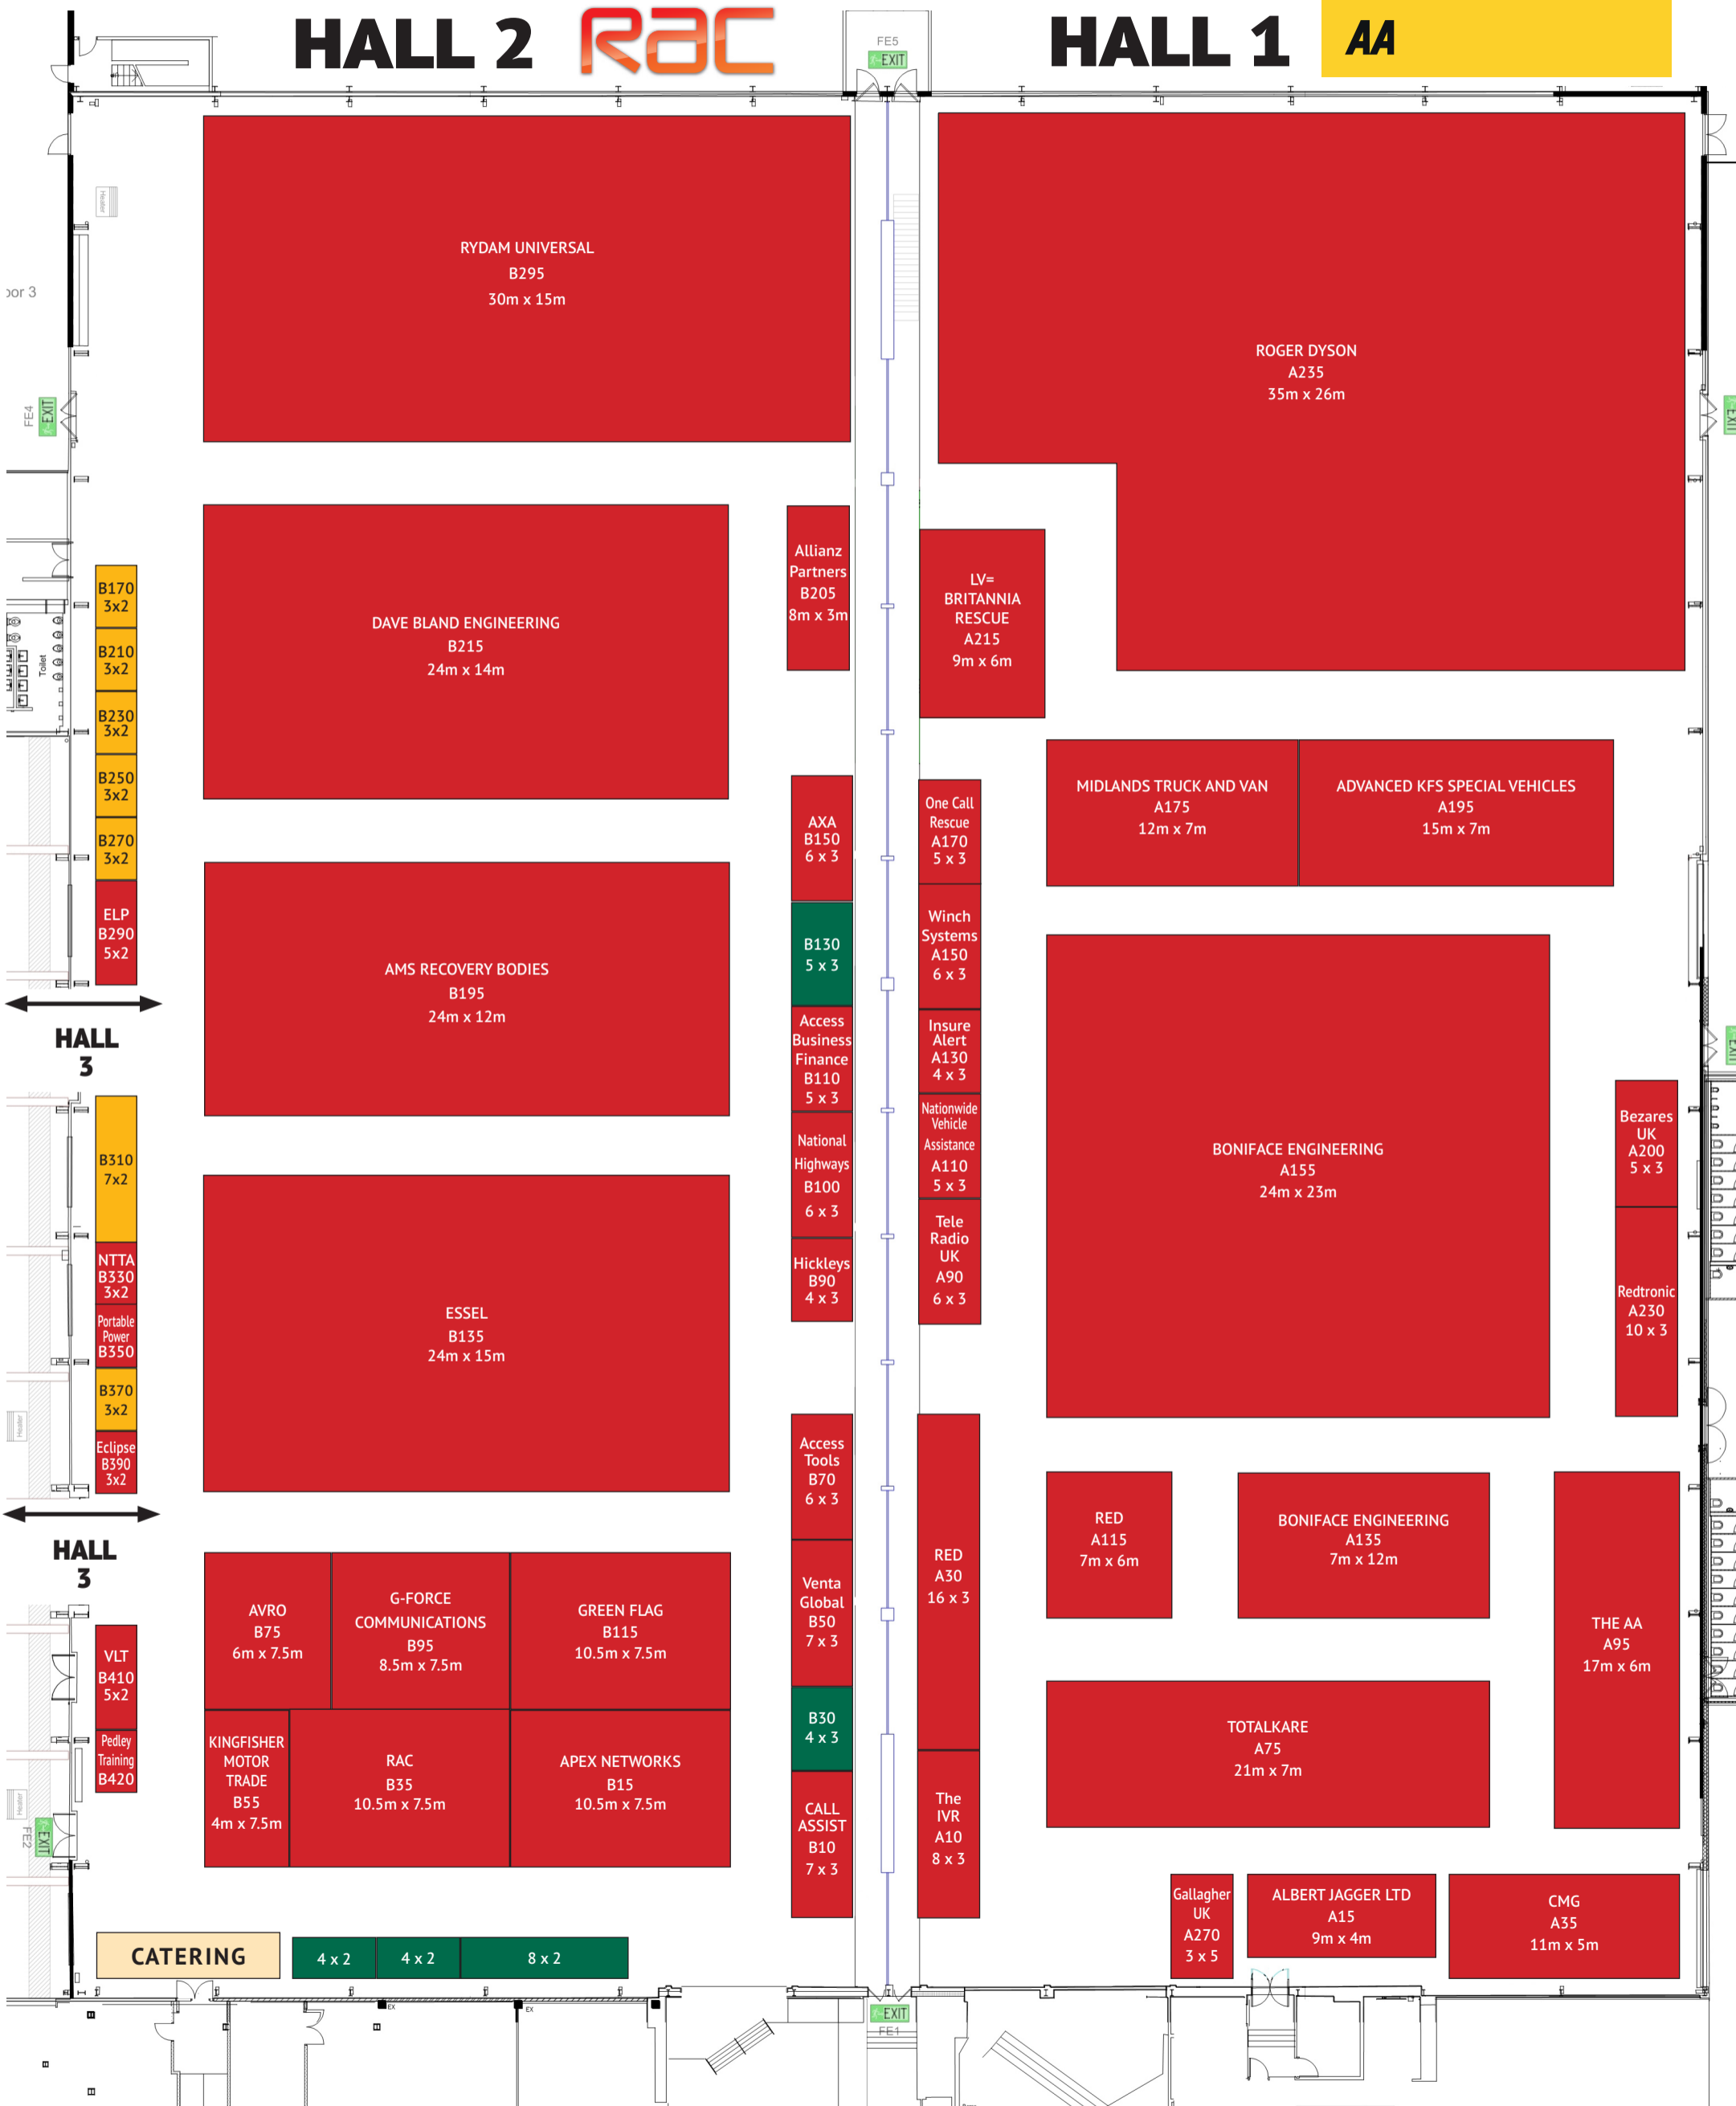 HALL 2
RAC
HALL 1
AA
FE5
EXIT
Heater
oor 3
FE4
EXIT
RYDAM UNIVERSAL
B295
30m x 15m
ROGER DYSON
A235
35m x 26m
EXIT
DAVE BLAND ENGINEERING
B215
24m x 14m
Allianz
Partners
B205
8m x 3m
LV=
BRITANNIA
RESCUE
A215
9m x 6m
Toilet
B170
3x2
B210
3x2
B230
3x2
B250
3x2
B270
3x2
ELP
B290
5x2
HALL
3
MIDLANDS TRUCK AND VAN
A175
12m x 7m
ADVANCED KFS SPECIAL VEHICLES
A195
15m x 7m
AXA
B150
6 x 3
B130
5 x 3
Access
Business
Finance
B110
5 x 3
National
Highways
B100
6 x 3
Hickleys
B90
4 x 3
One Call
Rescue
A170
5 x 3
Winch
Systems
A150
6 x 3
Insure
Alert
A130
4 x 3
Nationwide
Vehicle
Assistance
A110
5 x 3
Tele
Radio
UK
A90
6 x 3
AMS RECOVERY BODIES
B195
24m x 12m
BONIFACE ENGINEERING
A155
24m x 23m
EXIT
Bezares
UK
A200
5 x 3
Redtronic
A230
10 x 3
B310
7x2
NTTA
B330
3x2
Portable
Power
B350
B370
3x2
Eclipse
B390
3x2
Heater
HALL
3
ESSEL
B135
24m x 15m
Access
Tools
B70
6 x 3
Venta
Global
B50
7 x 3
B30
4 x 3
CALL
ASSIST
B10
7 x 3
RED
A30
16 x 3
The
IVR
A10
8 x 3
RED
A115
7m x 6m
BONIFACE ENGINEERING
A135
7m x 12m
THE AA
A95
17m x 6m
TOTALKARE
A75
21m x 7m
AVRO
B75
6m x 7.5m
G-FORCE
COMMUNICATIONS
B95
8.5m x 7.5m
GREEN FLAG
B115
10.5m x 7.5m
KINGFISHER
MOTOR
TRADE
B55
4m x 7.5m
RAC
B35
10.5m x 7.5m
APEX NETWORKS
B15
10.5m x 7.5m
VLT
B410
5x2
Pedley
Training
B420
Heater
FE2
EXIT
Gallagher
UK
A270
3 x 5
ALBERT JAGGER LTD
A15
9m x 4m
CMG
A35
11m x 5m
CATERING
4 x 2
4 x 2
8 x 2
EX
EX
EXIT
FE1